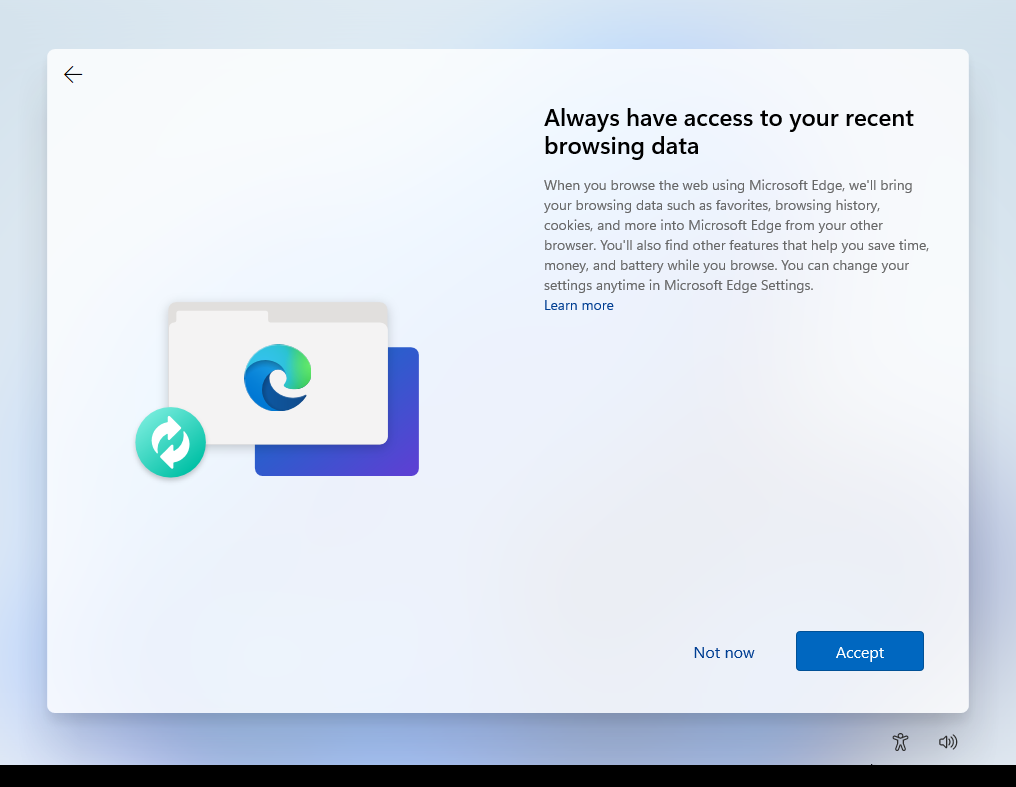 Always have access to your recent
browsing data
When you browse the web using Microsoft Edge, we'll bring
your browsing data such as favorites, browsing history,
cookies, and more into Microsoft Edge from your other
browser. You'll also find other features that help you save time,
money, and battery while you browse. You can change your
settings anytime in Microsoft Edge Settings.
Learn more
Not now
Accept